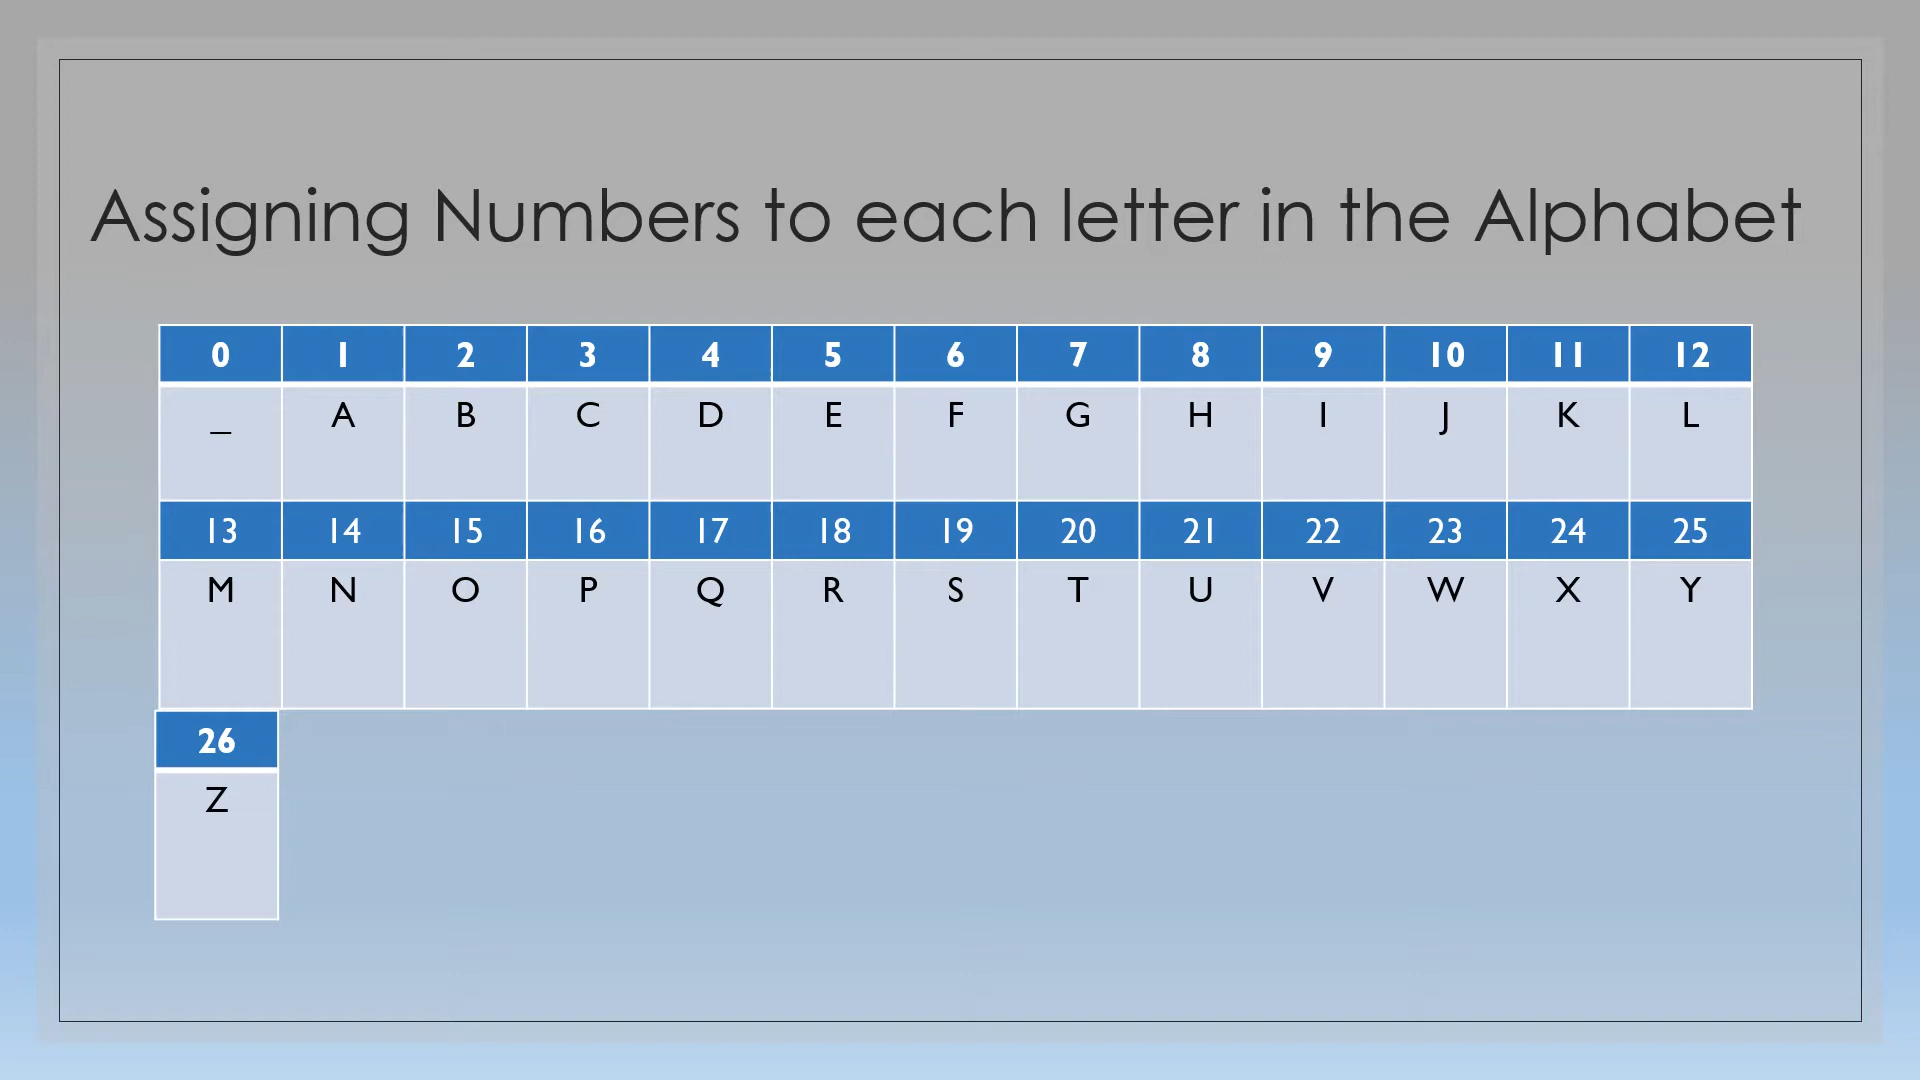 Assigning Numbers to each letter in the Alphabet
0 1 2 3 4 5 6 7 8 9 10 11 12
_ A B C D E F G H I J K L
13 14 15 16 17 18 19 20 21 22 23 24 25
M N O P Q R S T U V W X Y
26
Z